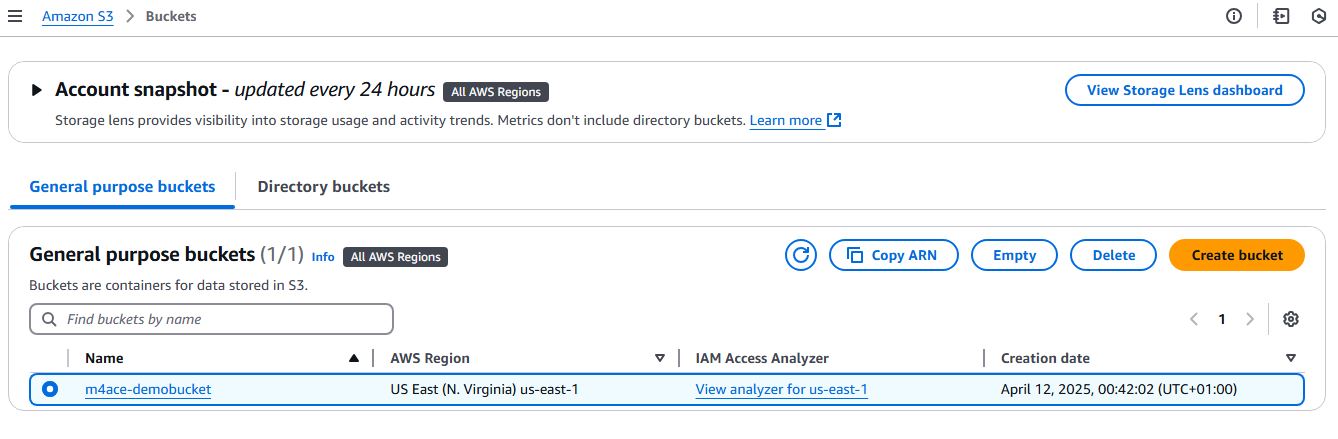 Amazon S3 > Buckets
Account snapshot - updated every 24 hours All AWS Regions View Storage Lens dashboard
Storage lens provides visibility into storage usage and activity trends. Metrics don't include directory buckets. Learn more
General purpose buckets Directory buckets
General purpose buckets (1/1) Info All AWS Regions Copy ARN Empty Delete Create bucket
Buckets are containers for data stored in S3.
Find buckets by name 1
Name AWS Region IAM Access Analyzer Creation date
m4ace-demobucket US East (N. Virginia) us-east-1 View analyzer for us-east-1 April 12, 2025, 00:42:02 (UTC+01:00)